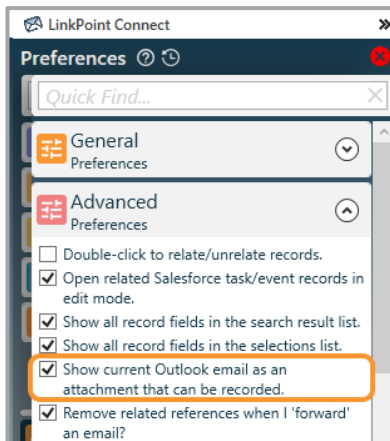 LinkPoint Connect
Preferences
Quick Find...
General
Preferences
Advanced
Preferences
Double-click to relate/unrelate records.
Open related Salesforce task/event records in
edit mode.
Show all record fields in the search result list.
Show all record fields in the selections list.
Show current Outlook email as an
attachment that can be recorded.
Remove related references when I 'forward'
an email?